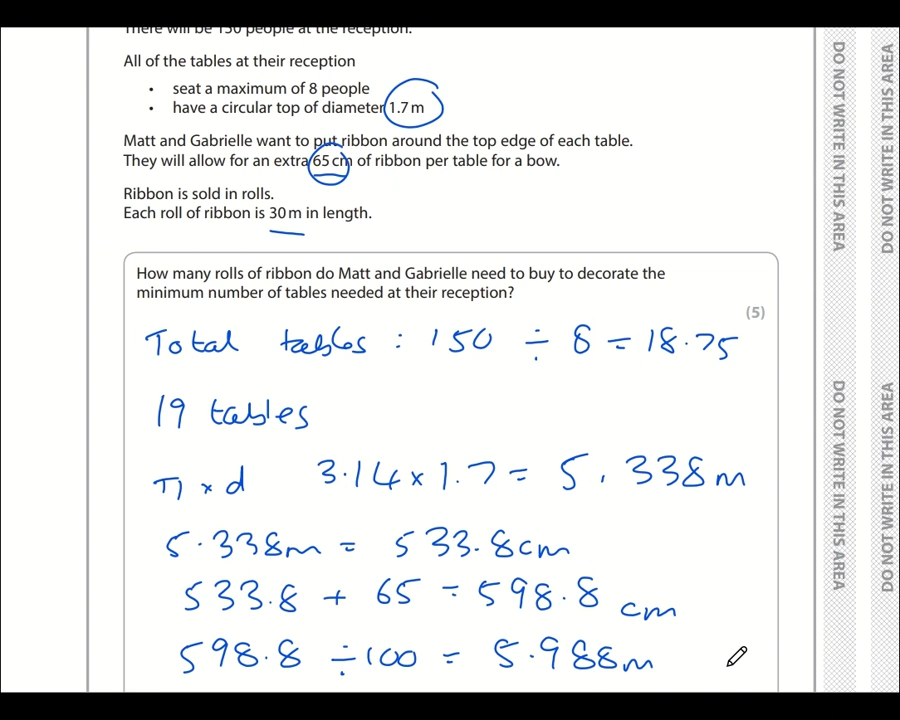 There will be 150 people at the reception.
All of the tables at their reception
• seat a maximum of 8 people
• have a circular top of diameter 1.7 m
Matt and Gabrielle want to put ribbon around the top edge of each table.
They will allow for an extra 65 cm of ribbon per table for a bow.
Ribbon is sold in rolls.
Each roll of ribbon is 30 m in length.
How many rolls of ribbon do Matt and Gabrielle need to buy to decorate the
minimum number of tables needed at their reception?
(5)
Total tables : 150 ÷ 8 = 18.75
19 tables
π × d 3.14 × 1.7 = 5.338m
5.338m = 533.8cm
533.8 + 65 = 598.8 cm
598.8 ÷ 100 = 5.988m
DO NOT WRITE IN THIS AREA
DO NOT WRITE IN THIS AREA
DO NOT WRITE IN THIS AREA
DO NOT WRITE IN THIS AREA